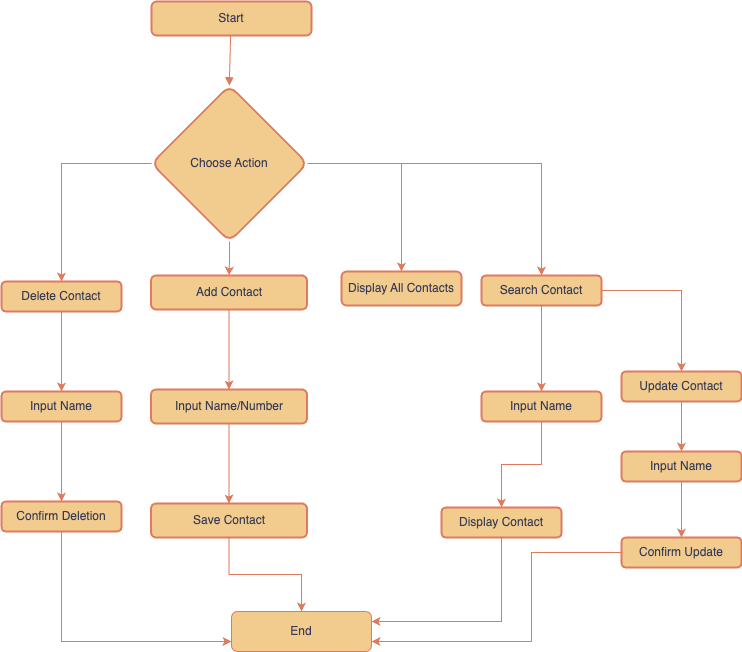 Start
Choose Action
Delete Contact
Add Contact
Display All Contacts
Search Contact
Update Contact
Input Name
Input Name/Number
Input Name
Input Name
Confirm Deletion
Save Contact
Display Contact
Confirm Update
End